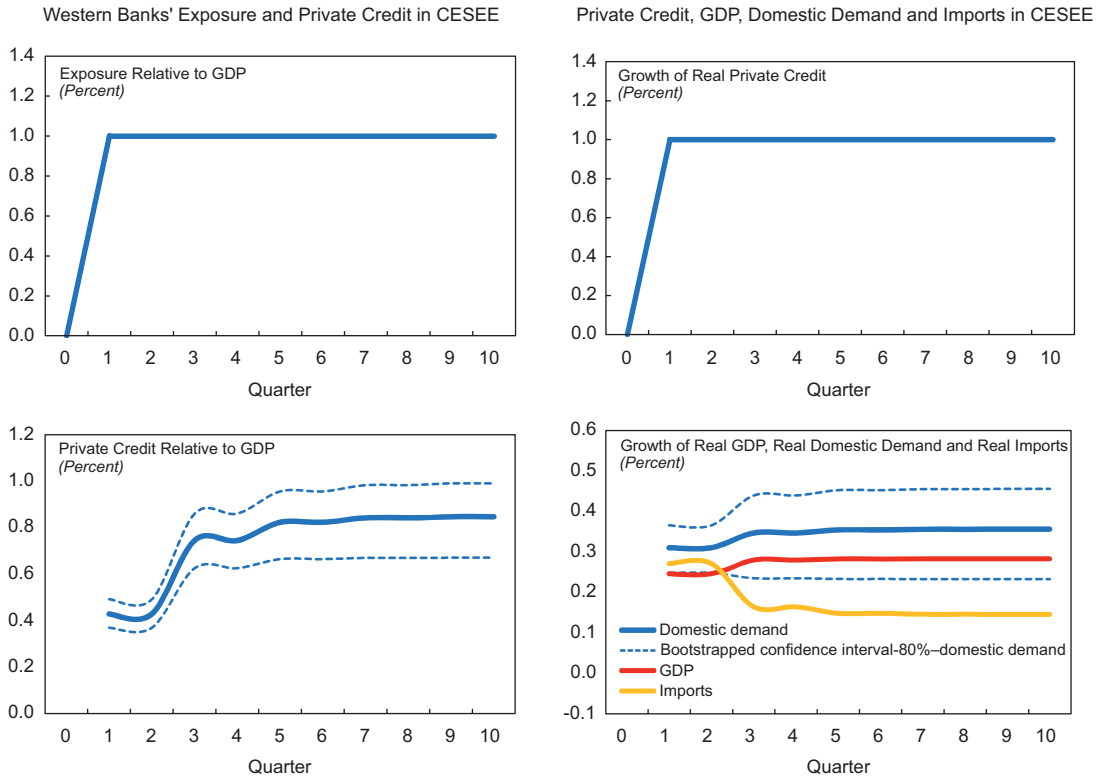 Western Banks' Exposure and Private Credit in CESEE
1.4
1.2
1.0
0.8
0.6
0.4
0.2
0.0
Exposure Relative to GDP
(Percent)
0 1 2 3 4 5 6 7 8 9 10
Quarter
Private Credit, GDP, Domestic Demand and Imports in CESEE
1.4
1.2
1.0
0.8
0.6
0.4
0.2
0.0
Growth of Real Private Credit
(Percent)
0 1 2 3 4 5 6 7 8 9 10
Quarter
1.2
1.0
0.8
0.6
0.4
0.2
0.0
Private Credit Relative to GDP
(Percent)
0 1 2 3 4 5 6 7 8 9 10
Quarter
0.6
0.5
0.4
0.3
0.2
0.1
0.0
-0.1
Growth of Real GDP, Real Domestic Demand and Real Imports
(Percent)
Domestic demand
Bootstrapped confidence interval-80%–domestic demand
GDP
Imports
0 1 2 3 4 5 6 7 8 9 10
Quarter